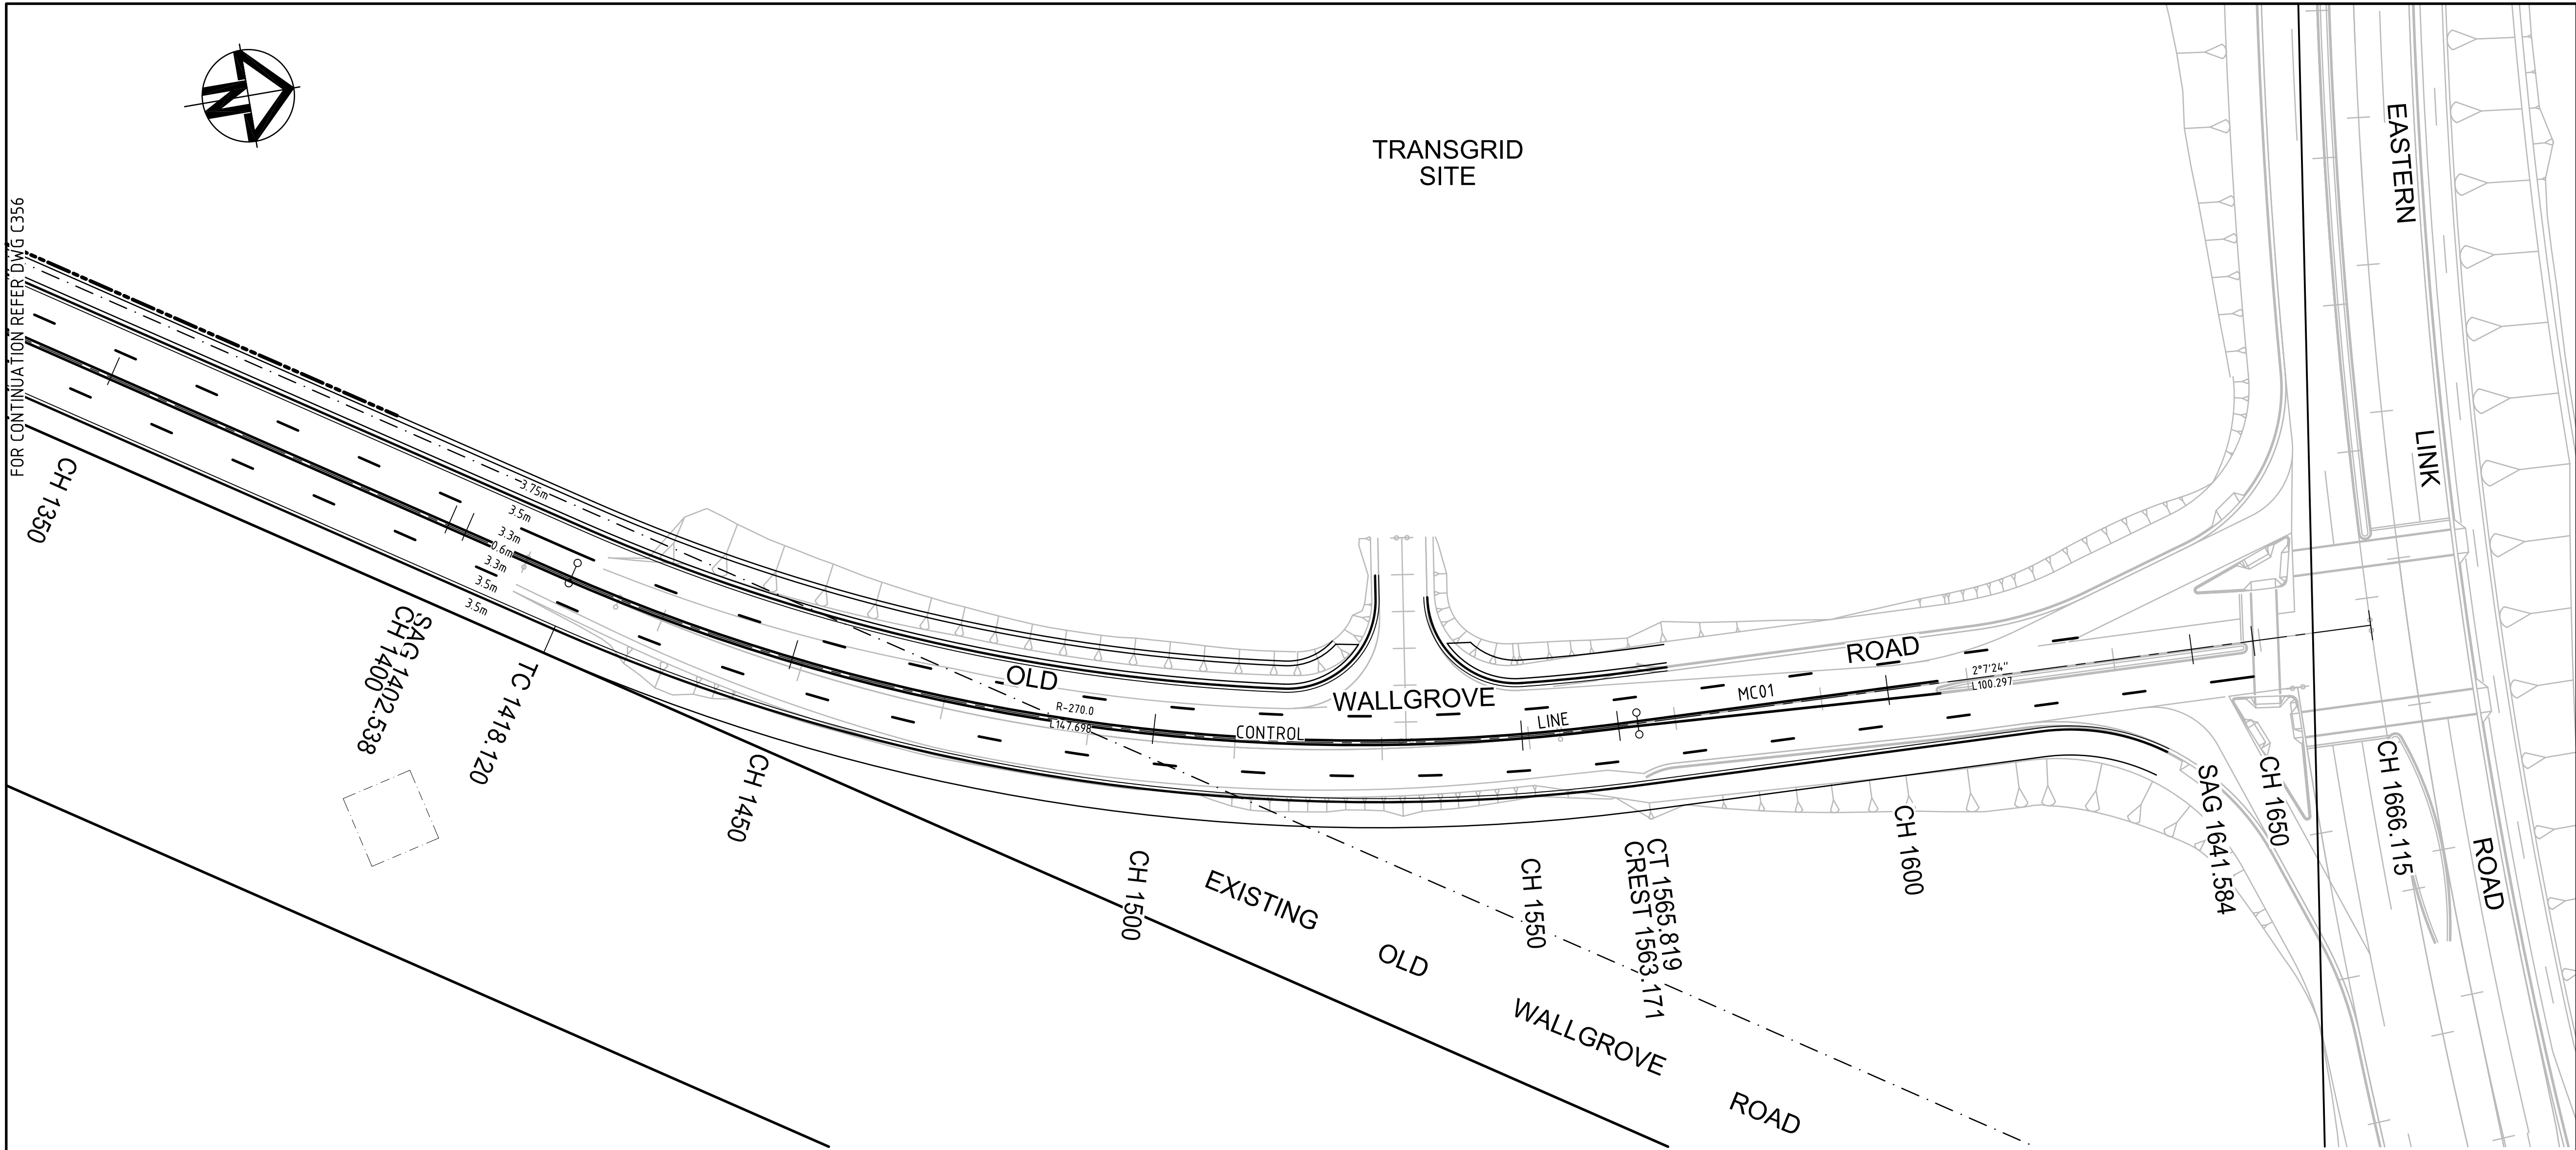 N
TRANSGRID
SITE
EASTERN
LINK
ROAD
FOR CONTINUATION REFER DWG C356
3.75m
3.5m
3.3m
0.6m
3.3m
3.5m
3.5m
OLD
WALLGROVE
ROAD
R-270.0
L147.698
CONTROL
LINE
MC01
2°7'24"
L100.297
CH 1350
CH 1400
SAG 1402.538
TC 1418.120
CH 1450
CH 1500
CH 1550
CREST 1563.171
CT 1565.819
CH 1600
SAG 1641.584
CH 1650
CH 1666.115
EXISTING
OLD
WALLGROVE
ROAD